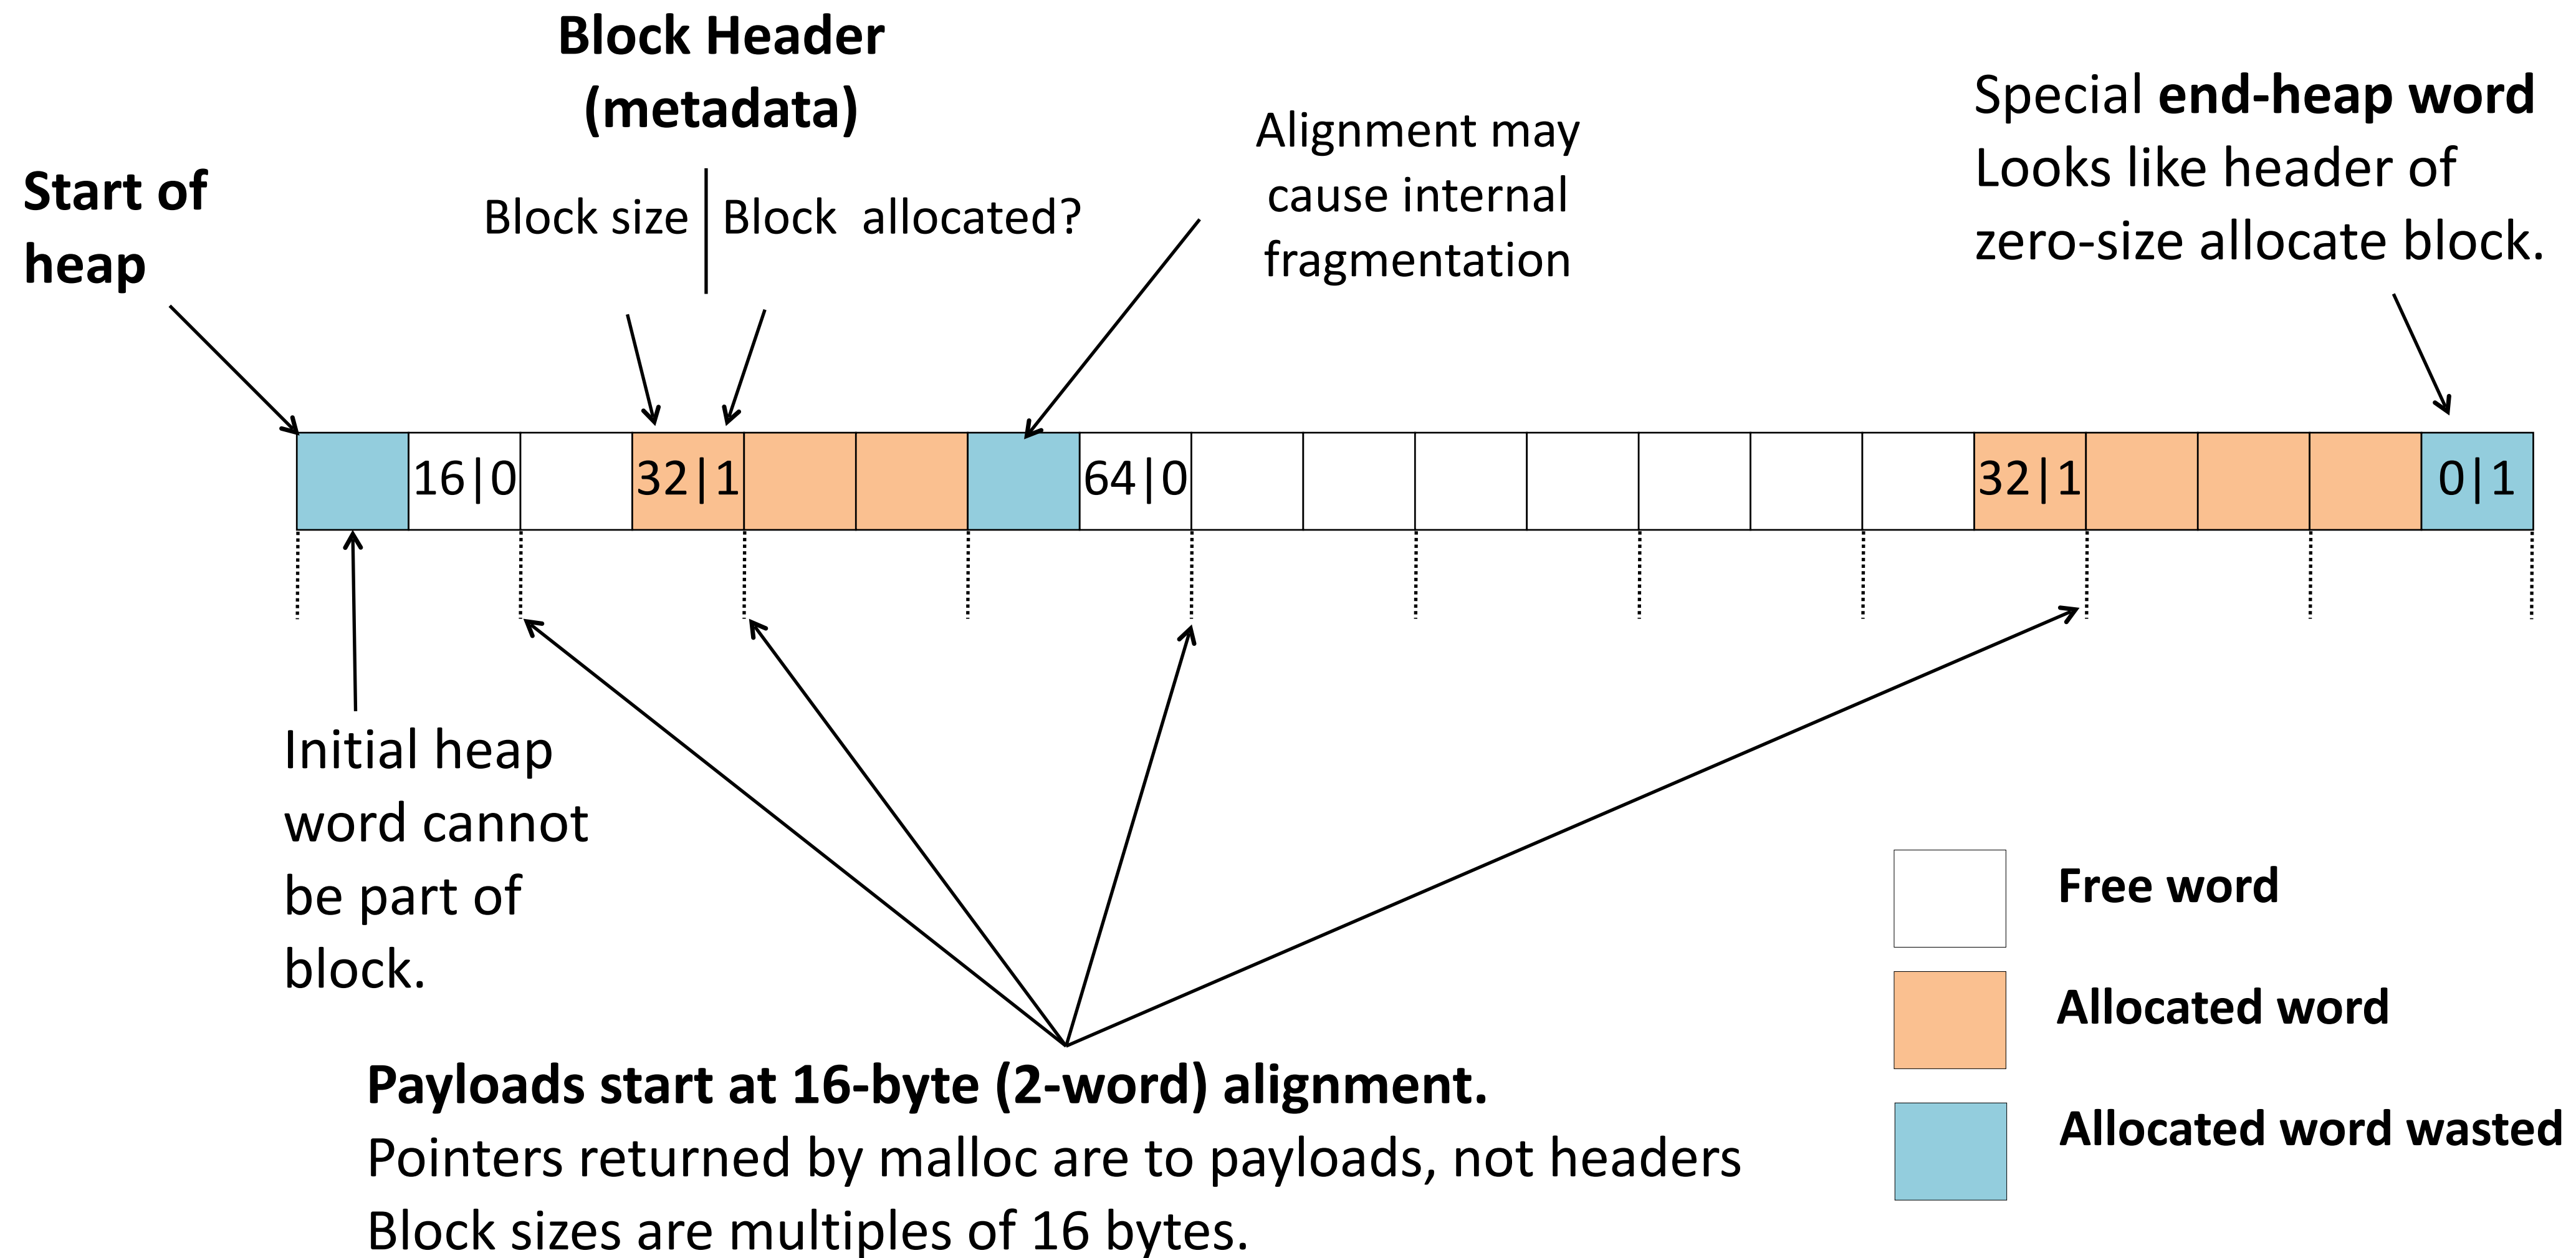 Block Header
(metadata)
Block size | Block allocated?
Start of
heap
Alignment may
cause internal
fragmentation
Special end-heap word
Looks like header of
zero-size allocate block.
16|0 32|1 64|0 32|1 0|1
Initial heap
word cannot
be part of
block.
Payloads start at 16-byte (2-word) alignment.
Pointers returned by malloc are to payloads, not headers
Block sizes are multiples of 16 bytes.
Free word
Allocated word
Allocated word wasted